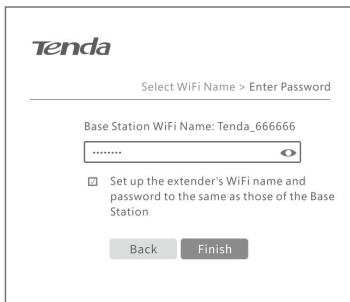 Tenda
Select WiFi Name > Enter Password
Base Station WiFi Name: Tenda_666666
........
Set up the extender's WiFi name and
password to the same as those of the Base
Station
Back
Finish